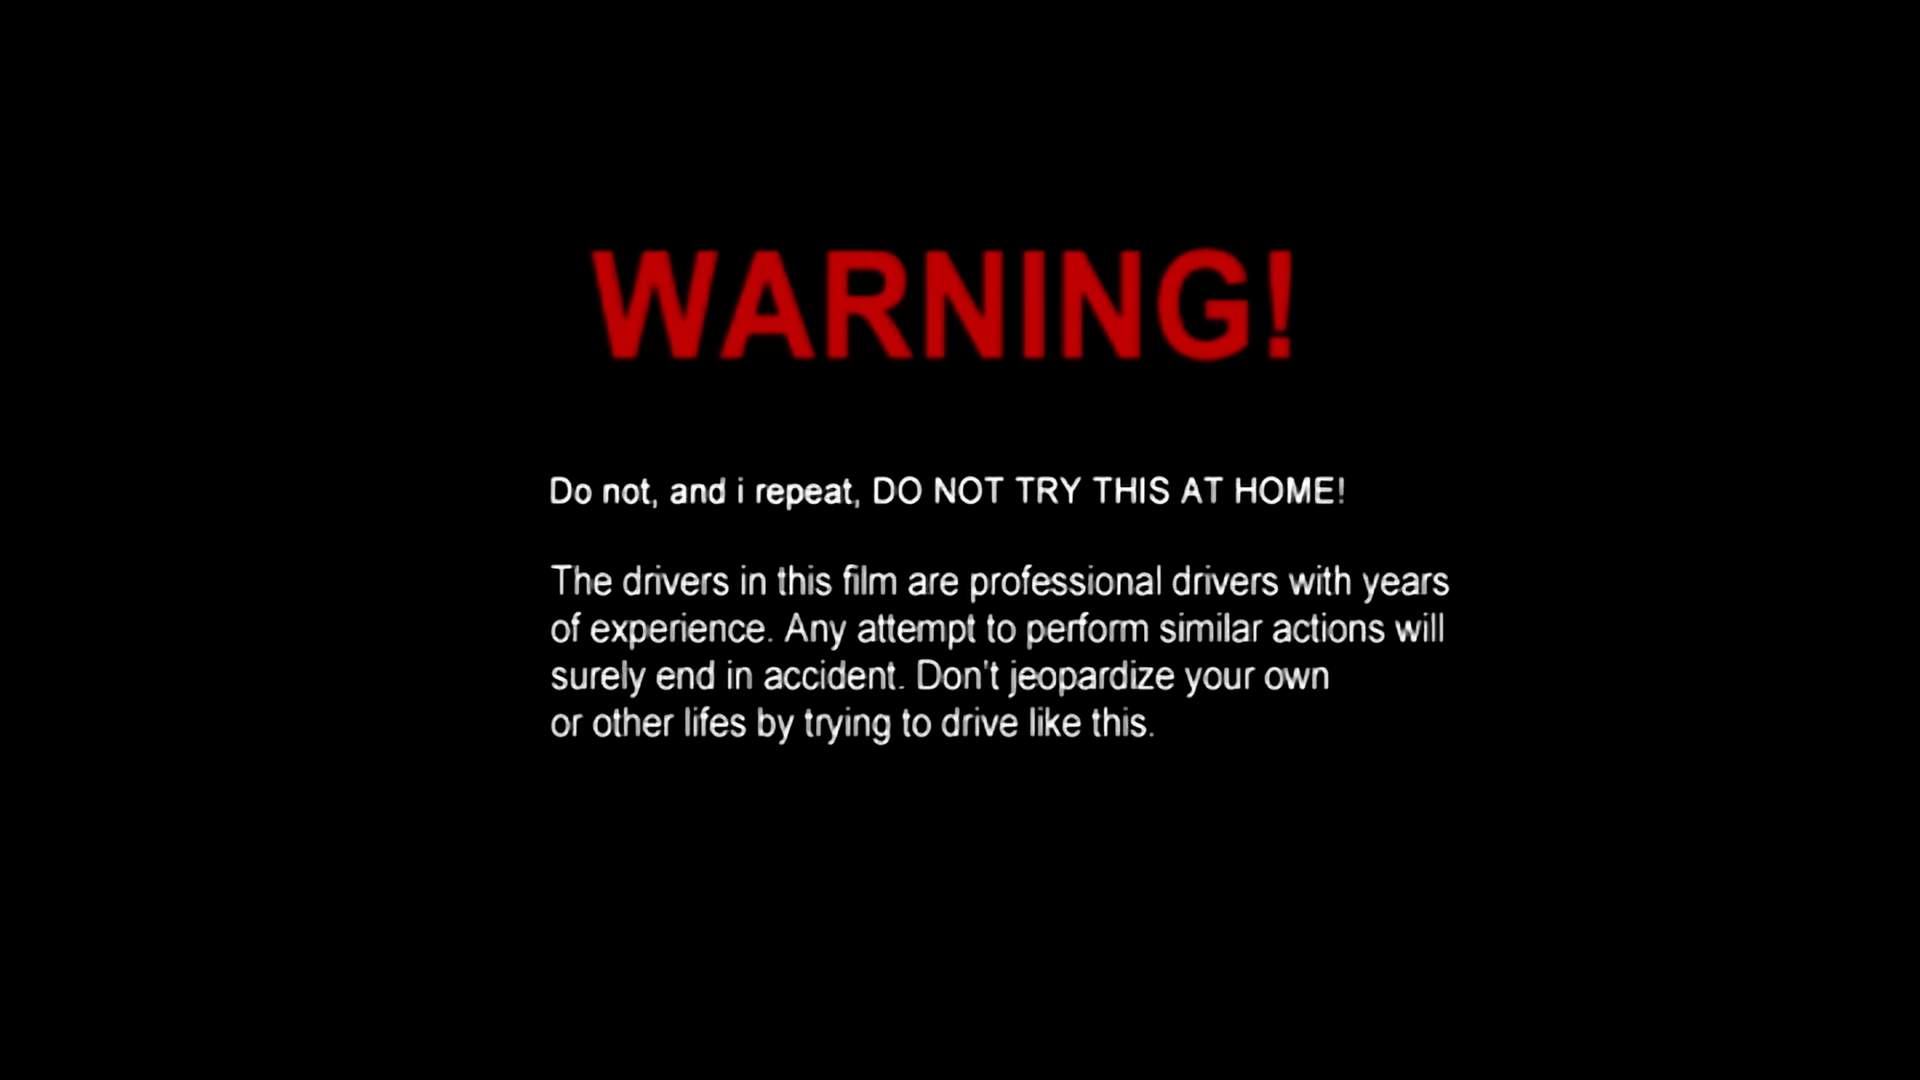 WARNING!
Do not, and i repeat, DO NOT TRY THIS AT HOME!
The drivers in this film are professional drivers with years
of experience. Any attempt to perform similar actions will
surely end in accident. Don't jeopardize your own
or other lifes by trying to drive like this.